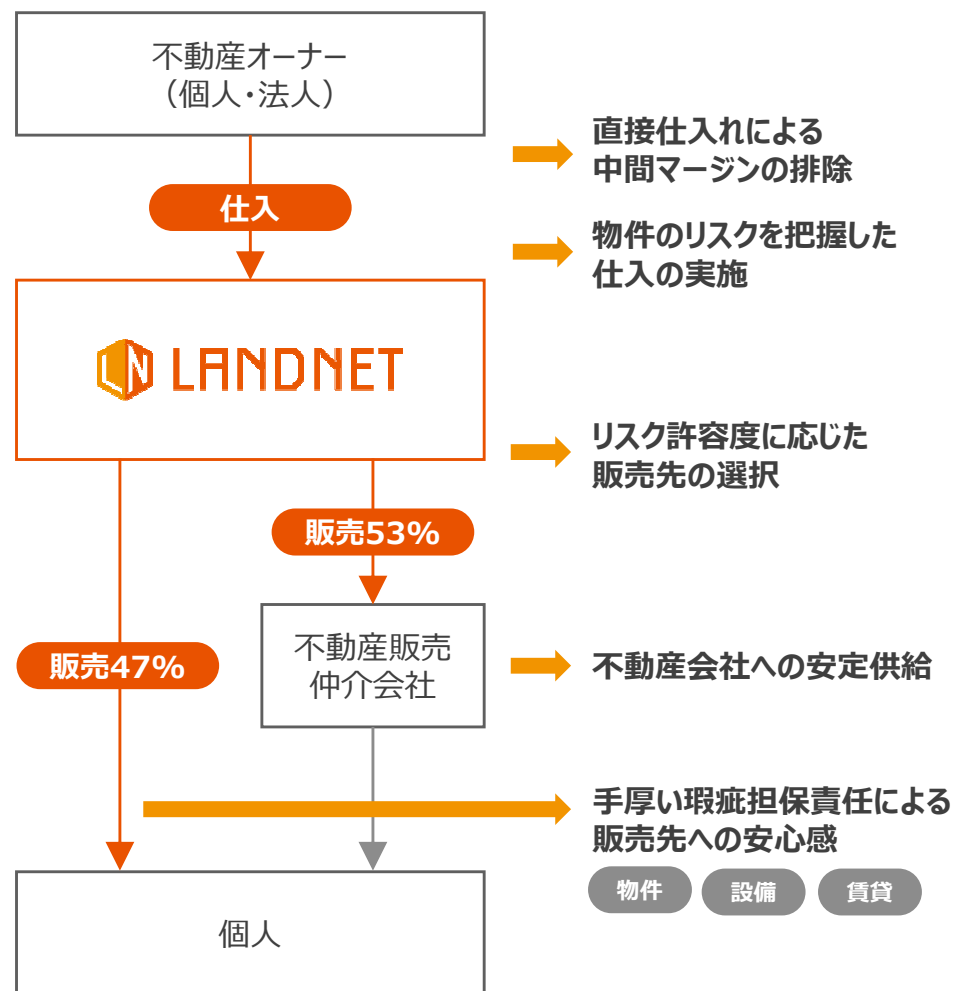 不動産オーナー
（個人・法人）
直接仕入れによる
中間マージンの排除
仕入
物件のリスクを把握した
仕入の実施
LN LANDNET
リスク許容度に応じた
販売先の選択
販売53%
不動産販売
仲介会社
販売47%
不動産会社への安定供給
手厚い瑕疵担保責任による
販売先への安心感
物件 設備 賃貸
個人